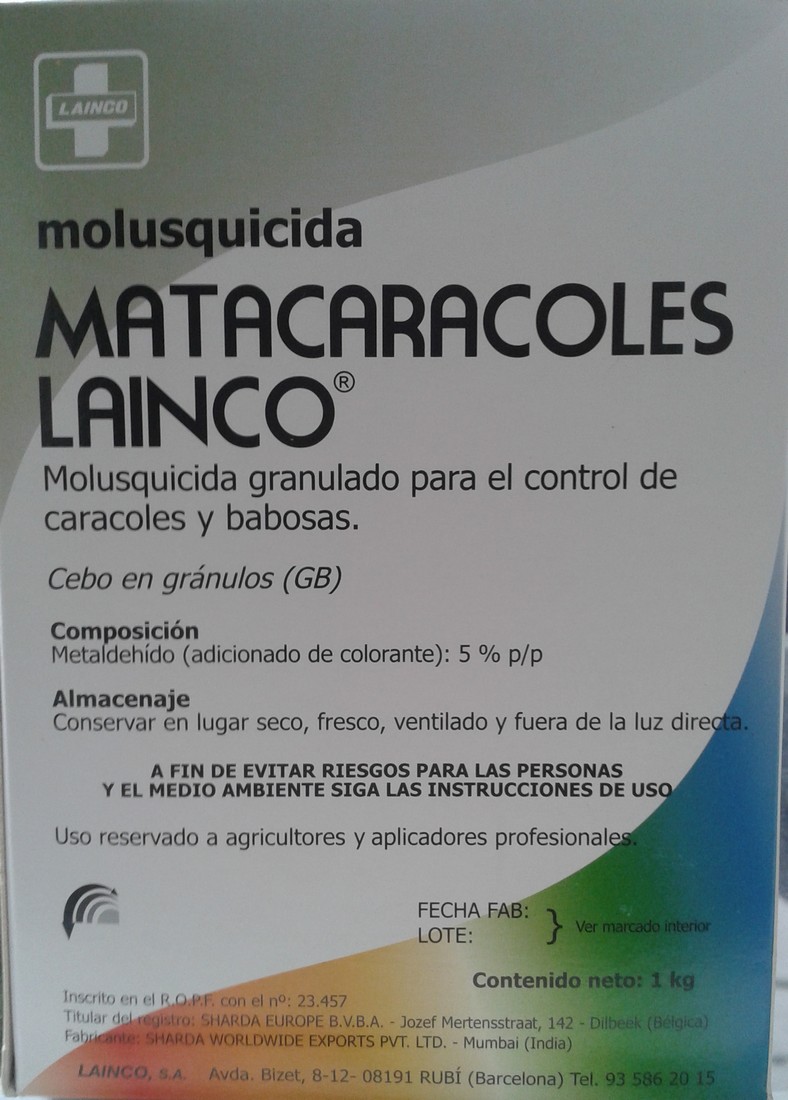 LAINCO
molusquicida
MATACARACOLES
LAINCO®
Molusquicida granulado para el control de
caracoles y babosas.
Cebo en gránulos (GB)
Composición
Metaldehído (adicionado de colorante): 5 % p/p
Almacenaje
Conservar en lugar seco, fresco, ventilado y fuera de la luz directa.
A FIN DE EVITAR RIESGOS PARA LAS PERSONAS
Y EL MEDIO AMBIENTE SIGA LAS INSTRUCCIONES DE USO
Uso reservado a agricultores y aplicadores profesionales.
FECHA FAB:
LOTE:
} Ver marcado interior
Contenido neto: 1 kg
Inscrito en el R.O.P.F. con el nº: 23.457
Titular del registro: SHARDA EUROPE B.V.B.A. - Jozef Mertensstraat, 142 - Dilbeek (Bélgica)
Fabricante: SHARDA WORLDWIDE EXPORTS PVT. LTD. - Mumbai (India)
LAINCO, S.A. Avda. Bizet, 8-12- 08191 RUBÍ (Barcelona) Tel. 93 586 20 15